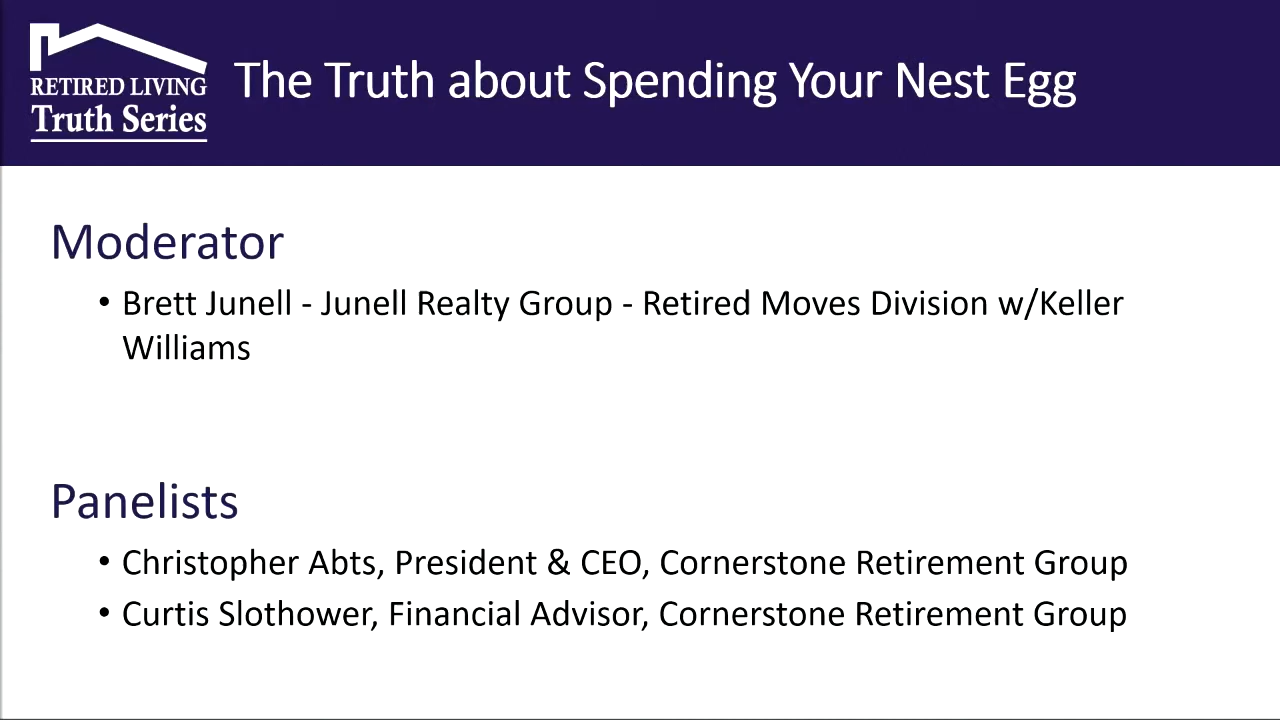 RETIRED LIVING
Truth Series
The Truth about Spending Your Nest Egg
Moderator
• Brett Junell - Junell Realty Group - Retired Moves Division w/Keller
Williams
Panelists
• Christopher Abts, President & CEO, Cornerstone Retirement Group
• Curtis Slothower, Financial Advisor, Cornerstone Retirement Group